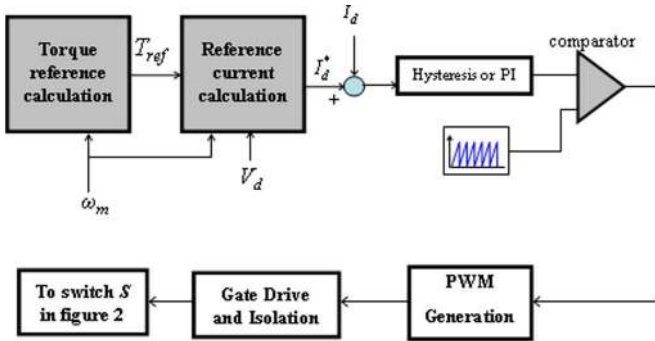 Torque
reference
calculation
T_ref
Reference
current
calculation
I_d
I_d*
+
Hysteresis or PI
comparator
ω_m
V_d
To switch S
in figure 2
Gate Drive
and Isolation
PWM
Generation